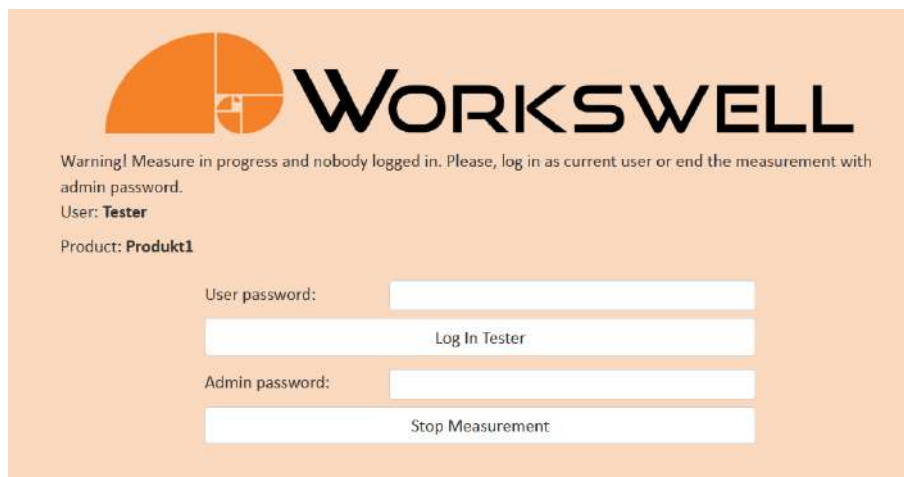 WORKSWELL
Warning! Measure in progress and nobody logged in. Please, log in as current user or end the measurement with
admin password.
User: Tester
Product: Produkt1
User password:
Log In Tester
Admin password:
Stop Measurement